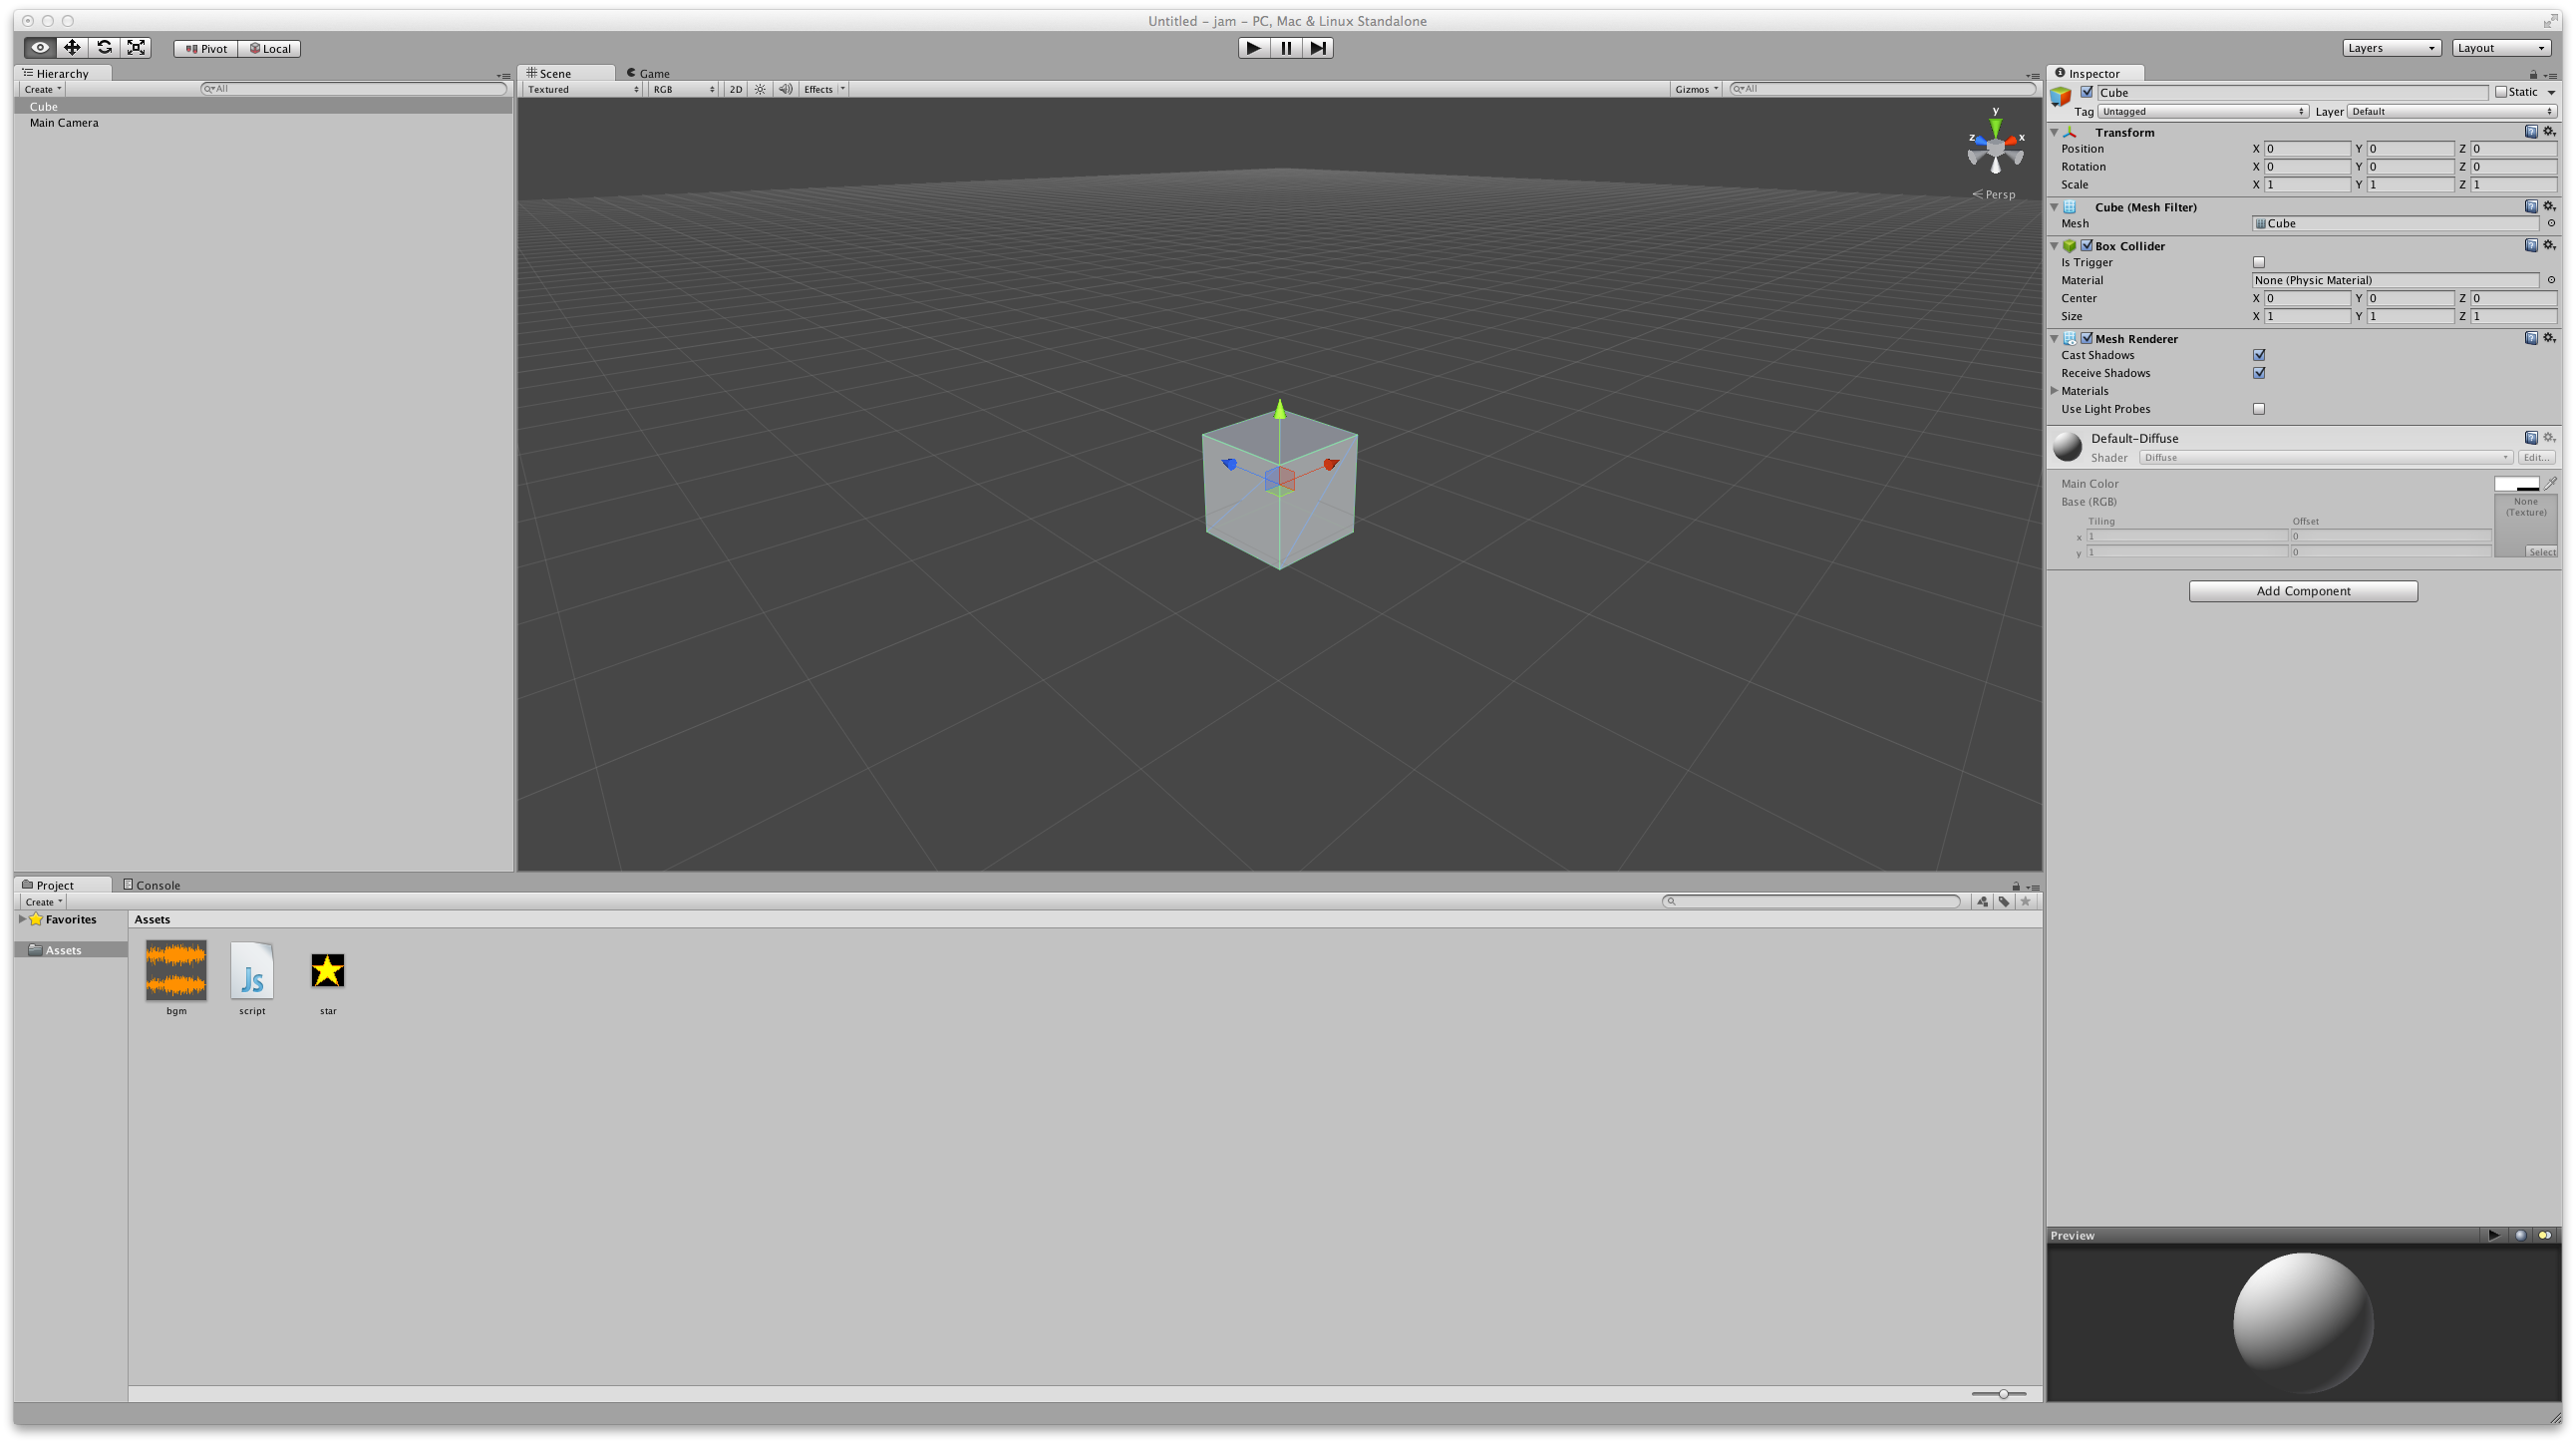 Untitled – jam – PC, Mac & Linux Standalone
Pivot Local
Layers Layout
Hierarchy
Create All
Cube
Main Camera
Scene Game
Textured RGB 2D Effects Gizmos All
y
z x
Persp
Inspector
Cube Static
Tag Untagged Layer Default
Transform
Position X 0 Y 0 Z 0
Rotation X 0 Y 0 Z 0
Scale X 1 Y 1 Z 1
Cube (Mesh Filter)
Mesh Cube
Box Collider
Is Trigger
Material None (Physic Material)
Center X 0 Y 0 Z 0
Size X 1 Y 1 Z 1
Mesh Renderer
Cast Shadows
Receive Shadows
Materials
Use Light Probes
Default-Diffuse
Shader Diffuse Edit...
Main Color
Base (RGB) None
(Texture)
Tiling Offset
x 1 0
y 1 0 Select
Add Component
Preview
Project Console
Create
Favorites
Assets
Assets
Js
bgm script star